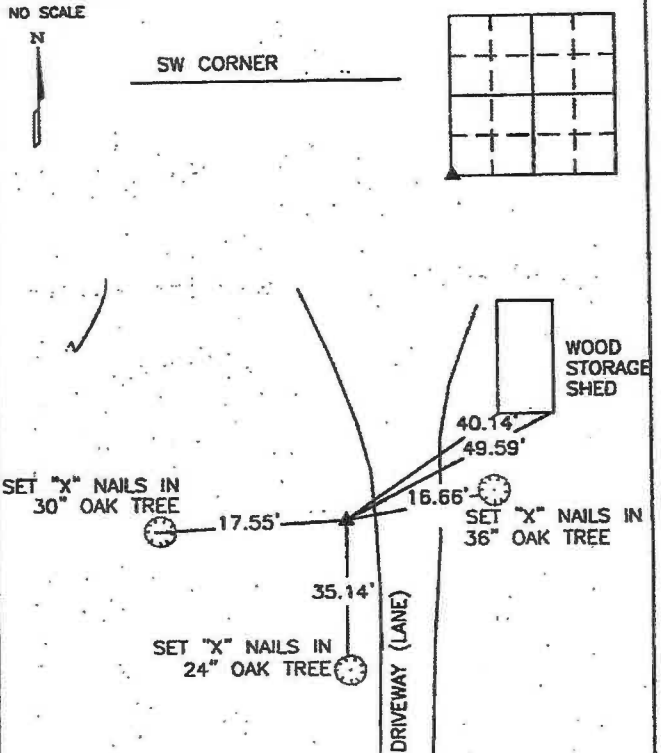 NO SCALE
N
SW CORNER
WOOD
STORAGE
SHED
40.14'
49.59'
16.66'
SET "X" NAILS IN
30" OAK TREE
17.55'
SET "X" NAILS IN
36" OAK TREE
35.14'
SET "X" NAILS IN
24" OAK TREE
DRIVEWAY (LANE)